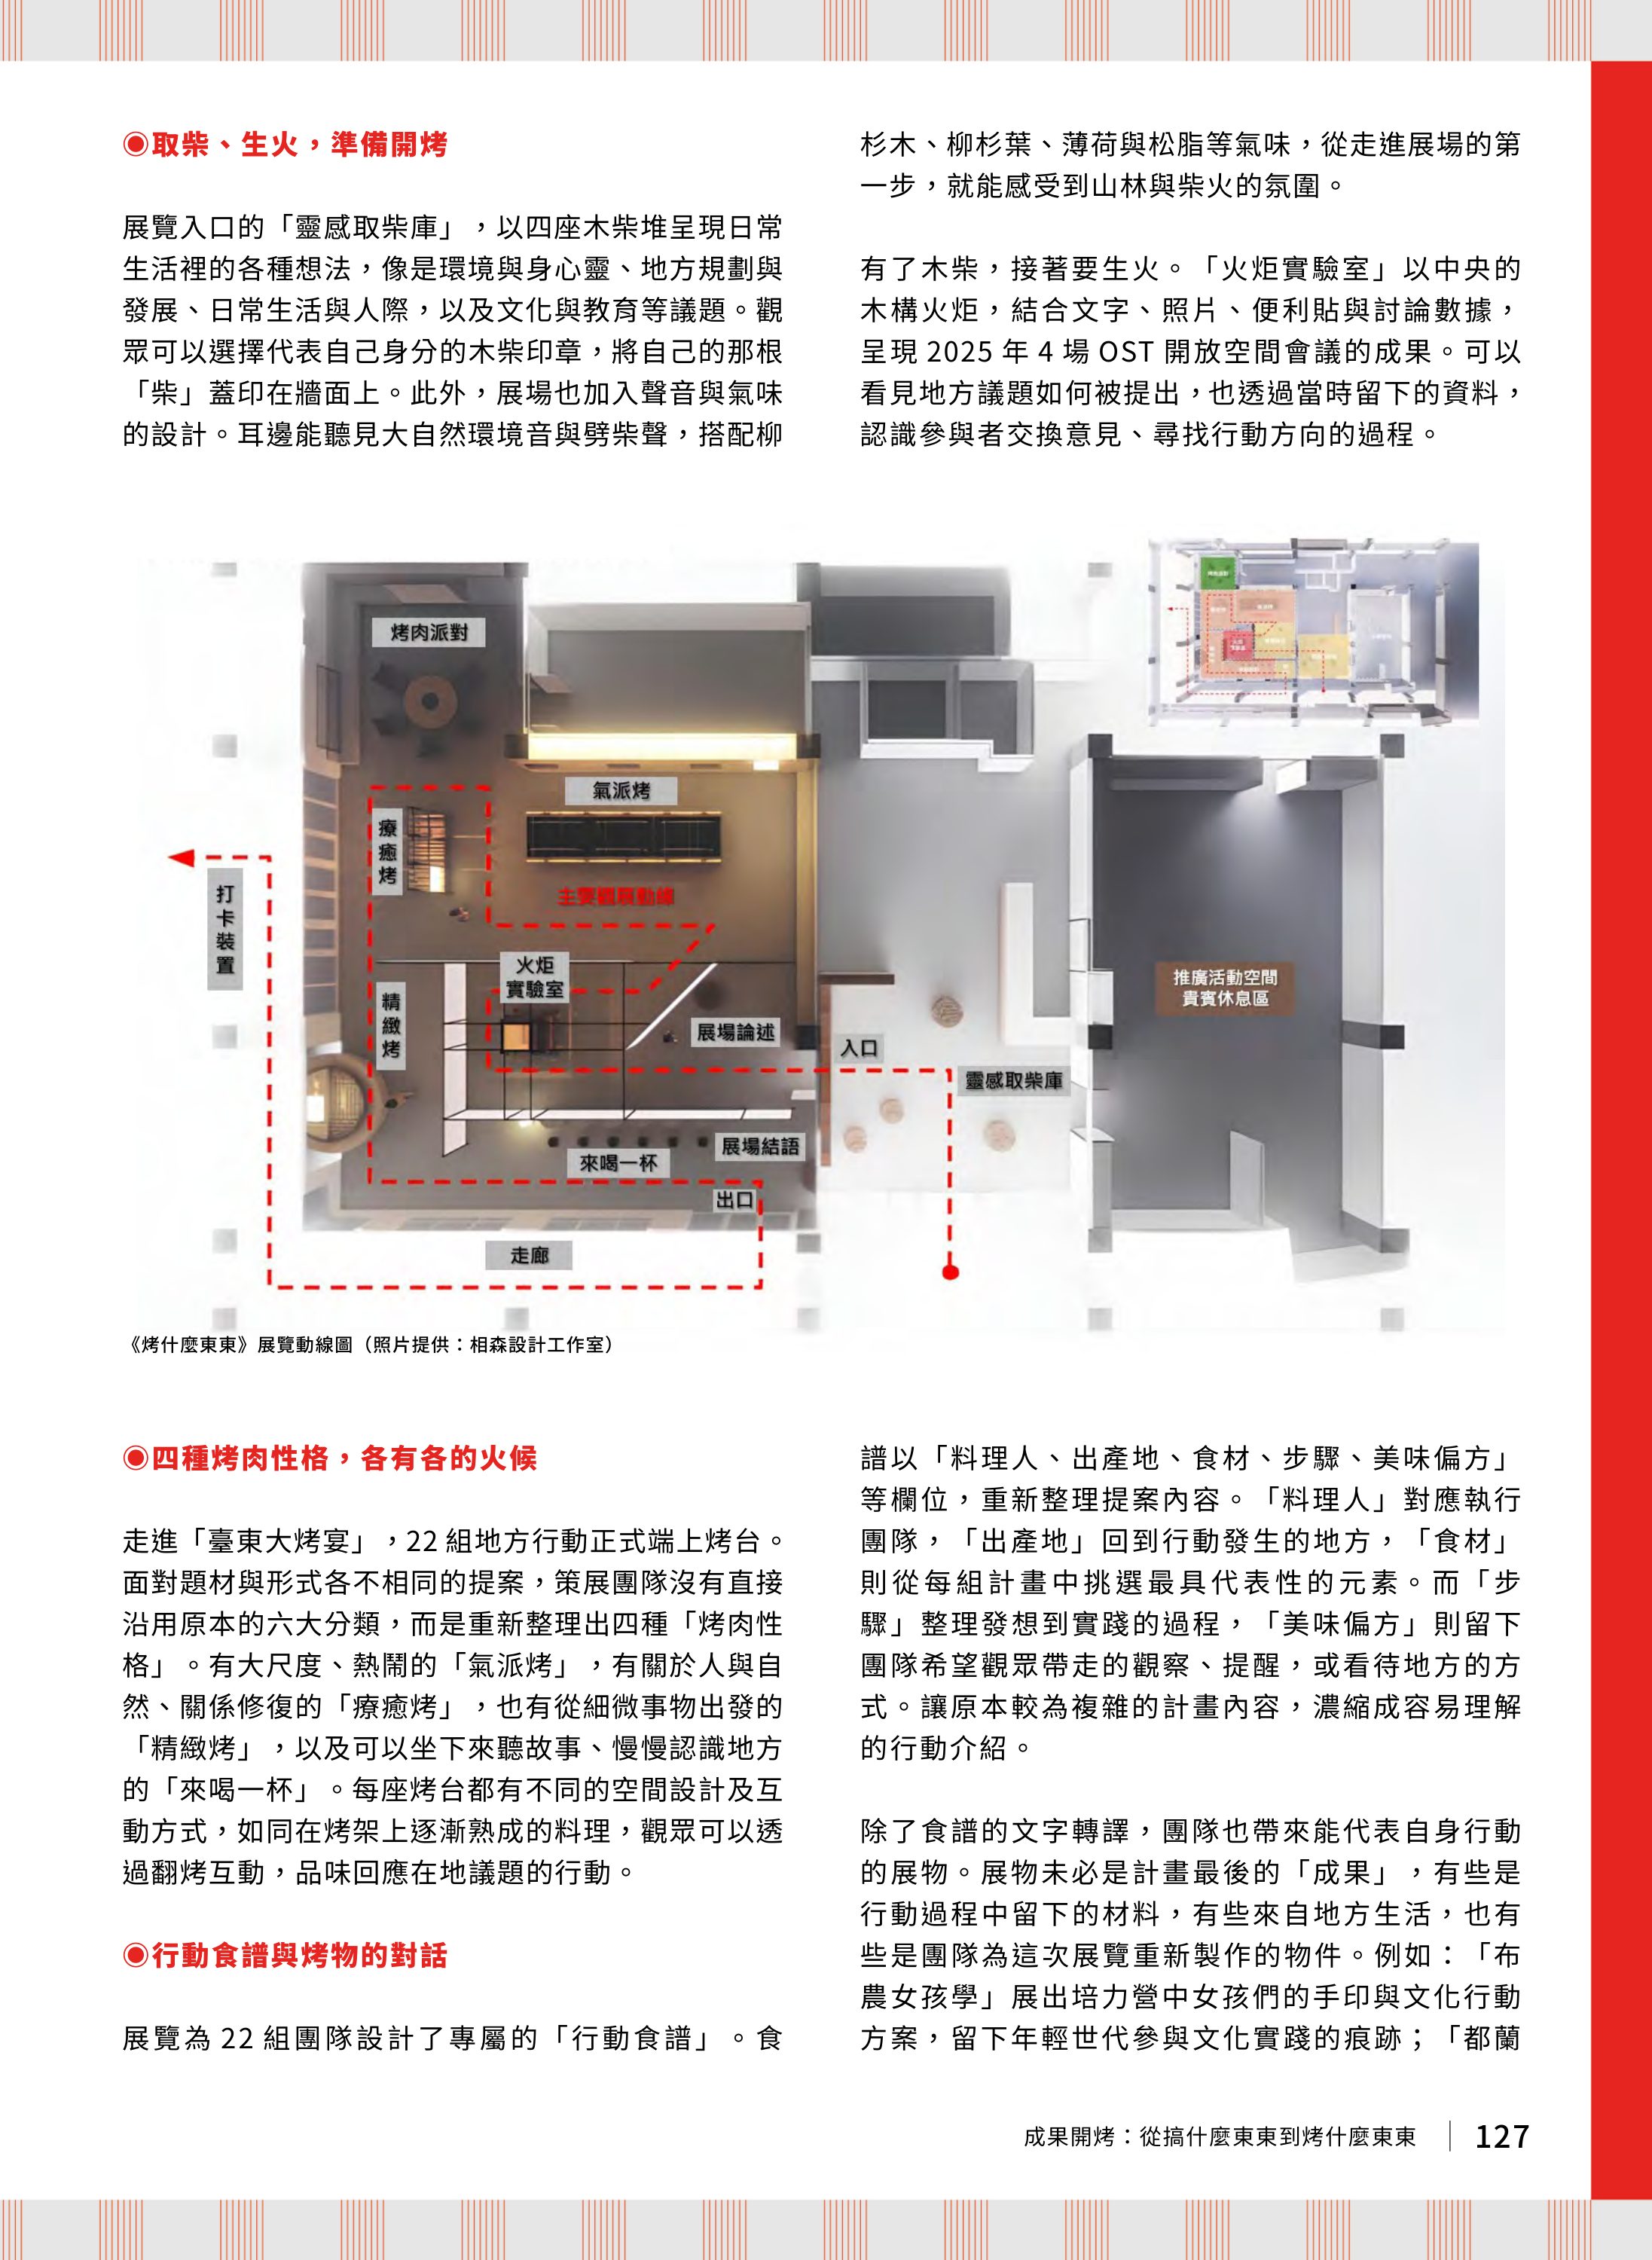 ◉取柴、生火，準備開烤
展覽入口的「靈感取柴庫」，以四座木柴堆呈現日常
生活裡的各種想法，像是環境與身心靈、地方規劃與
發展、日常生活與人際，以及文化與教育等議題。觀
眾可以選擇代表自己身分的木柴印章，將自己的那根
「柴」蓋印在牆面上。此外，展場也加入聲音與氣味
的設計。耳邊能聽見大自然環境音與劈柴聲，搭配柳
杉木、柳杉葉、薄荷與松脂等氣味，從走進展場的第
一步，就能感受到山林與柴火的氛圍。
有了木柴，接著要生火。「火炬實驗室」以中央的
木構火炬，結合文字、照片、便利貼與討論數據，
呈現 2025 年 4 場 OST 開放空間會議的成果。可以
看見地方議題如何被提出，也透過當時留下的資料，
認識參與者交換意見、尋找行動方向的過程。
烤肉派對
氣派烤
療癒烤
主要觀展動線
打卡裝置
火炬
實驗室
精緻烤
展場論述
入口
靈感取柴庫
推廣活動空間
貴賓休息區
展場結語
來喝一杯
出口
走廊
《烤什麼東東》展覽動線圖（照片提供：相森設計工作室）
◉四種烤肉性格，各有各的火候
走進「臺東大烤宴」，22 組地方行動正式端上烤台。
面對題材與形式各不相同的提案，策展團隊沒有直接
沿用原本的六大分類，而是重新整理出四種「烤肉性
格」。有大尺度、熱鬧的「氣派烤」，有關於人與自
然、關係修復的「療癒烤」，也有從細微事物出發的
「精緻烤」，以及可以坐下來聽故事、慢慢認識地方
的「來喝一杯」。每座烤台都有不同的空間設計及互
動方式，如同在烤架上逐漸熟成的料理，觀眾可以透
過翻烤互動，品味回應在地議題的行動。
◉行動食譜與烤物的對話
展覽為 22 組團隊設計了專屬的「行動食譜」。食
譜以「料理人、出產地、食材、步驟、美味偏方」
等欄位，重新整理提案內容。「料理人」對應執行
團隊，「出產地」回到行動發生的地方，「食材」
則從每組計畫中挑選最具代表性的元素。而「步
驟」整理發想到實踐的過程，「美味偏方」則留下
團隊希望觀眾帶走的觀察、提醒，或看待地方的方
式。讓原本較為複雜的計畫內容，濃縮成容易理解
的行動介紹。
除了食譜的文字轉譯，團隊也帶來能代表自身行動
的展物。展物未必是計畫最後的「成果」，有些是
行動過程中留下的材料，有些來自地方生活，也有
些是團隊為這次展覽重新製作的物件。例如：「布
農女孩學」展出培力營中女孩們的手印與文化行動
方案，留下年輕世代參與文化實踐的痕跡；「都蘭
成果開烤：從搞什麼東東到烤什麼東東 | 127